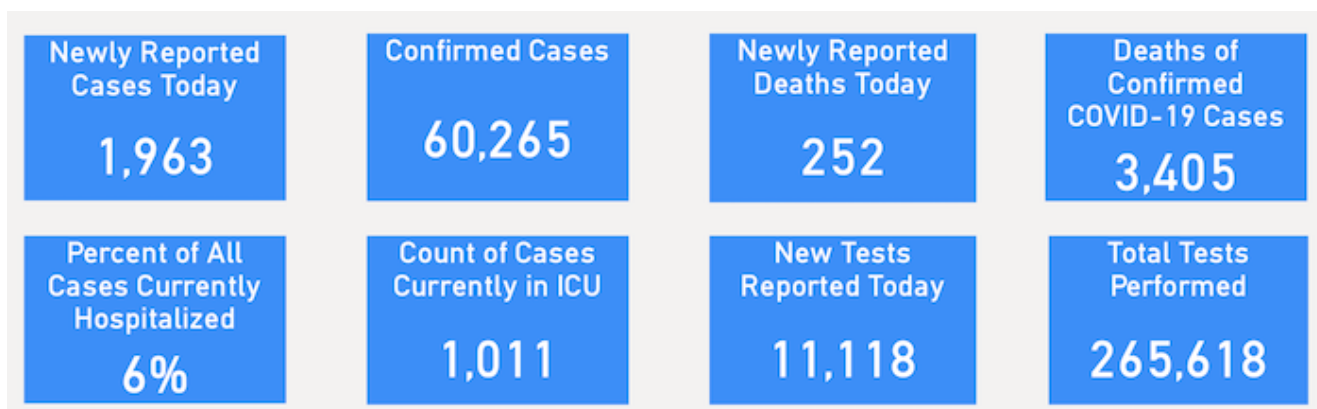 Newly Reported
Cases Today
1,963
Confirmed Cases
60,265
Newly Reported
Deaths Today
252
Deaths of
Confirmed
COVID-19 Cases
3,405
Percent of All
Cases Currently
Hospitalized
6%
Count of Cases
Currently in ICU
1,011
New Tests
Reported Today
11,118
Total Tests
Performed
265,618